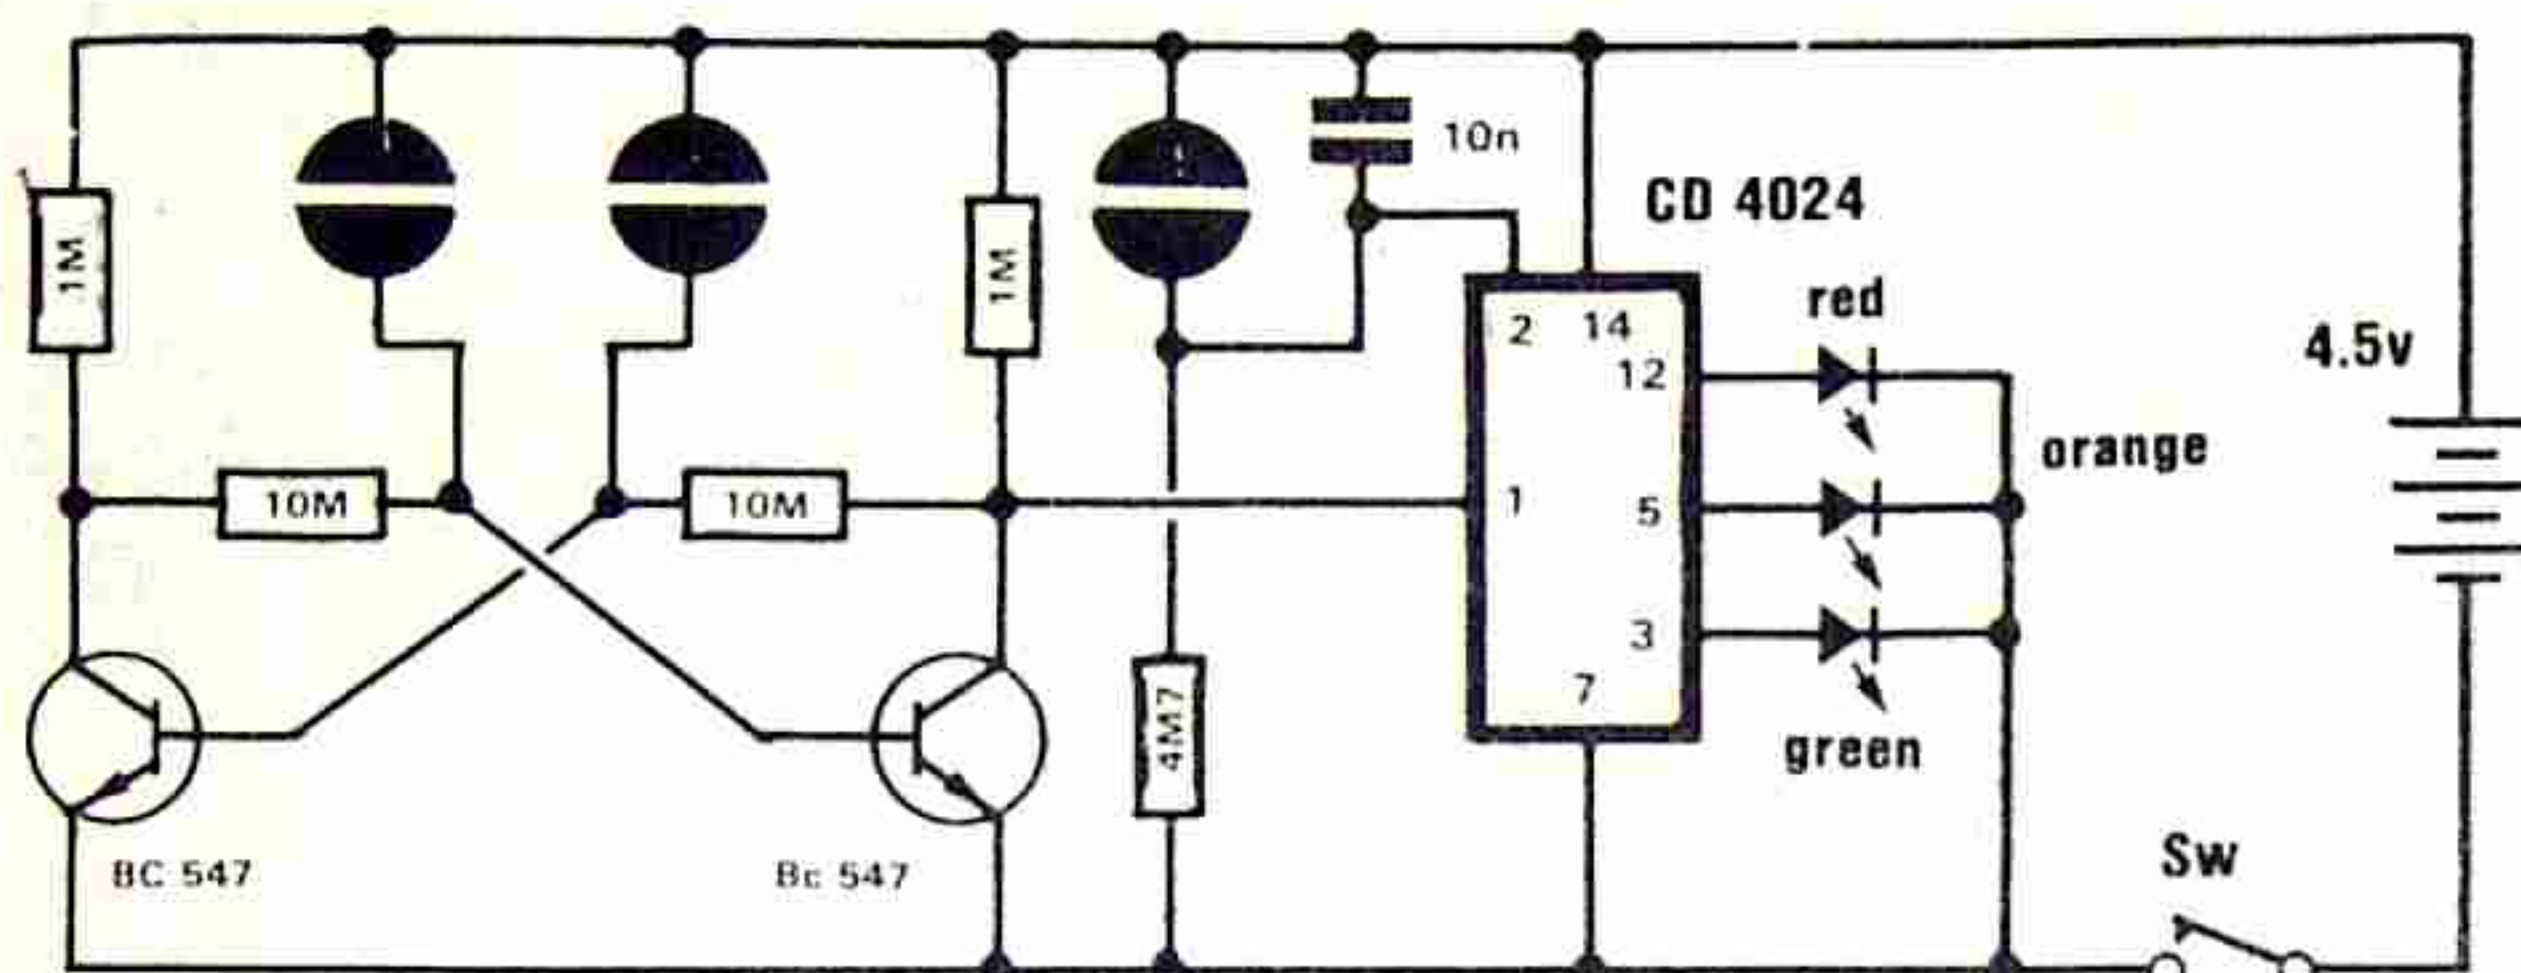 10n
CD 4024
1M
1M
red
2
14
12
4.5v
orange
10M
10M
1
5
3
7
4M7
green
BC 547
Bc 547
Sw